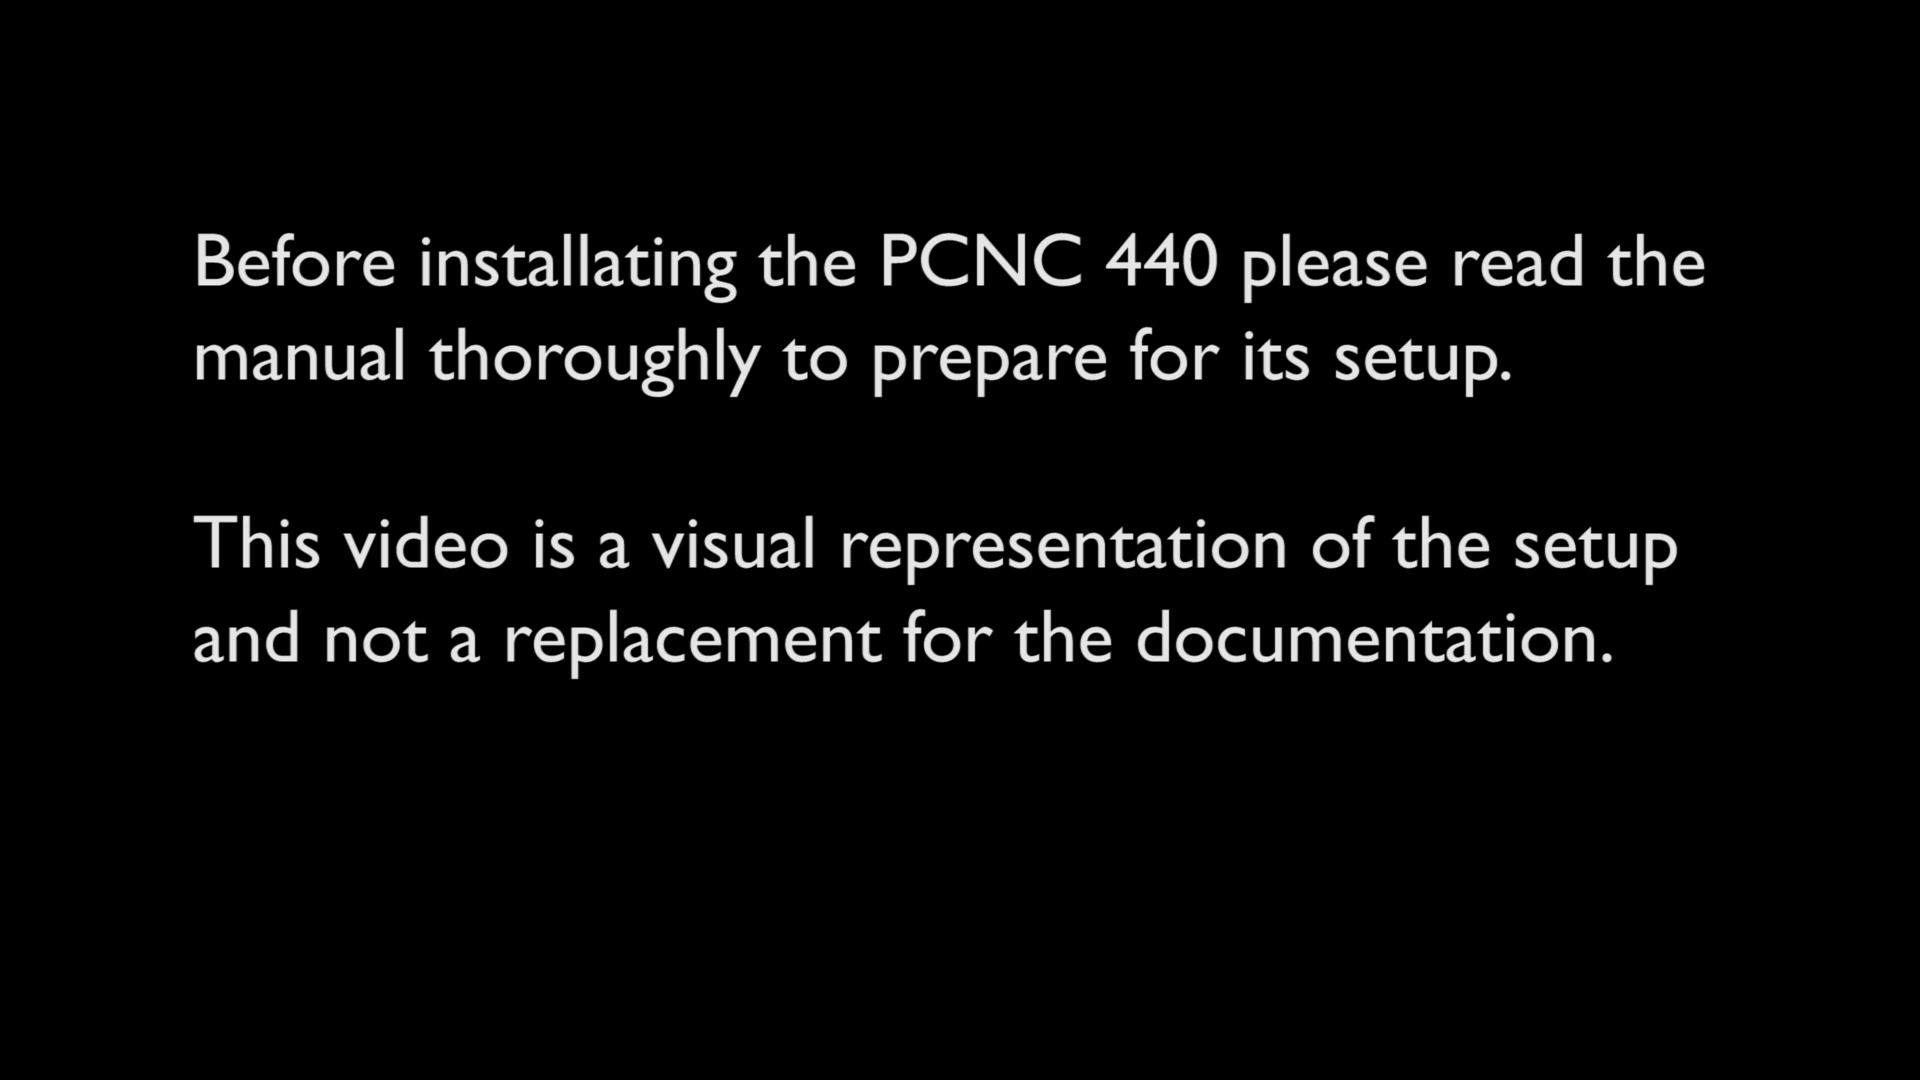 Before installating the PCNC 440 please read the
manual thoroughly to prepare for its setup.
This video is a visual representation of the setup
and not a replacement for the documentation.